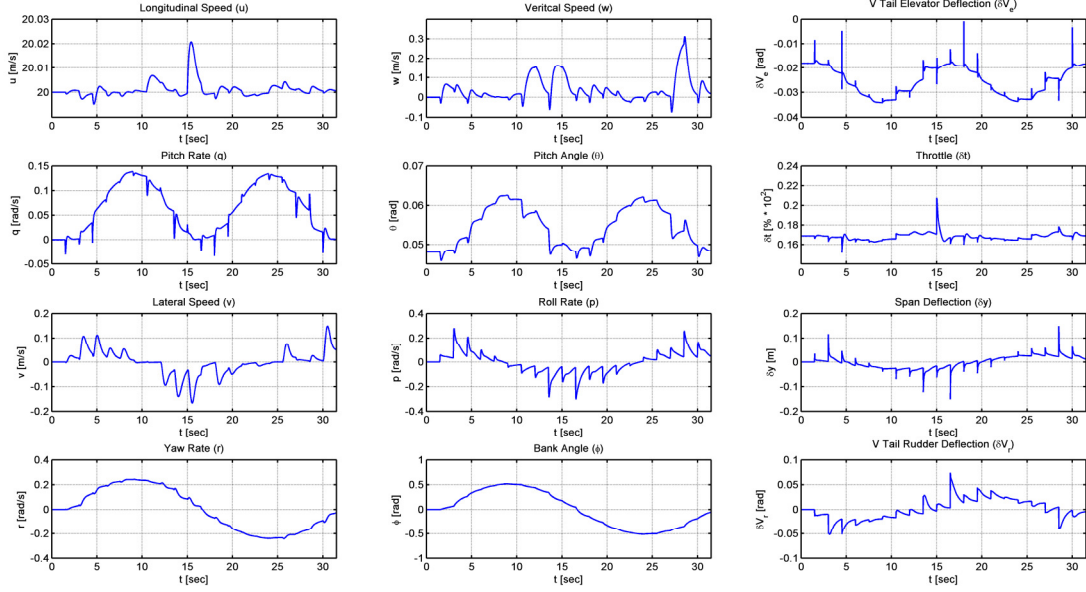 Longitudinal Speed (u)
20.03
20.02
20.01
20
u [m/s]
0 5 10 15 20 25 30
t [sec]
Veritcal Speed (w)
0.4
0.3
0.2
0.1
0
-0.1
w [m/s]
0 5 10 15 20 25 30
t [sec]
V Tail Elevator Deflection (δVe)
0
-0.01
-0.02
-0.03
-0.04
δVe [rad]
0 5 10 15 20 25 30
t [sec]
Pitch Rate (q)
0.15
0.1
0.05
0
-0.05
q [rad/s]
0 5 10 15 20 25 30
t [sec]
Pitch Angle (θ)
0.07
0.06
0.05
θ [rad]
0 5 10 15 20 25 30
t [sec]
Throttle (δt)
0.24
0.22
0.2
0.18
0.16
δt [% * 10²]
0 5 10 15 20 25 30
t [sec]
Lateral Speed (v)
0.2
0.1
0
-0.1
-0.2
v [m/s]
0 5 10 15 20 25 30
t [sec]
Roll Rate (p)
0.4
0.2
0
-0.2
-0.4
p [rad/s]
0 5 10 15 20 25 30
t [sec]
Span Deflection (δy)
0.2
0.1
0
-0.1
-0.2
δy [m]
0 5 10 15 20 25 30
t [sec]
Yaw Rate (r)
0.4
0.2
0
-0.2
-0.4
r [rad/s]
0 5 10 15 20 25 30
t [sec]
Bank Angle (ϕ)
1
0.5
0
-0.5
-1
ϕ [rad]
0 5 10 15 20 25 30
t [sec]
V Tail Rudder Deflection (δVr)
0.1
0.05
0
-0.05
-0.1
δVr [rad]
0 5 10 15 20 25 30
t [sec]